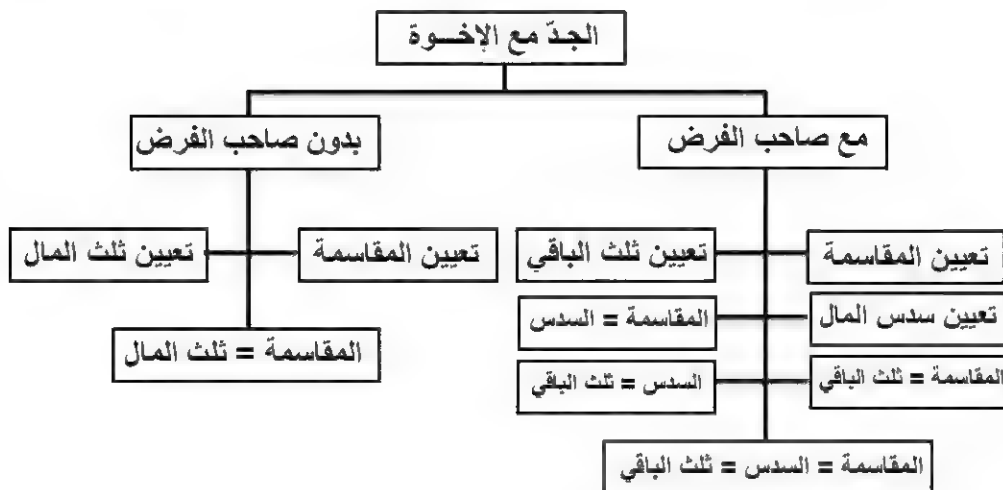 الجدّ مع الإخـــوة
مع صاحب الفرض
بدون صاحب الفرض
تعيين المقاسمة
تعيين ثلث الباقي
تعيين المقاسمة
تعيين ثلث المال
تعيين سدس المال
المقاسمة = السدس
المقاسمة = ثلث المال
المقاسمة = ثلث الباقي
السدس = ثلث الباقي
المقاسمة = السدس = ثلث الباقي